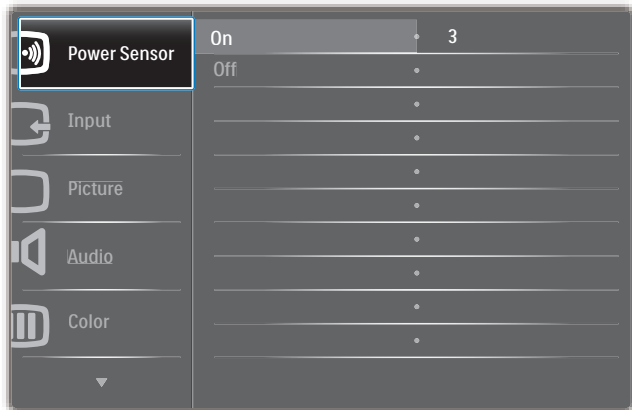 Power Sensor
On 3
Off
Input
Picture
Audio
Color